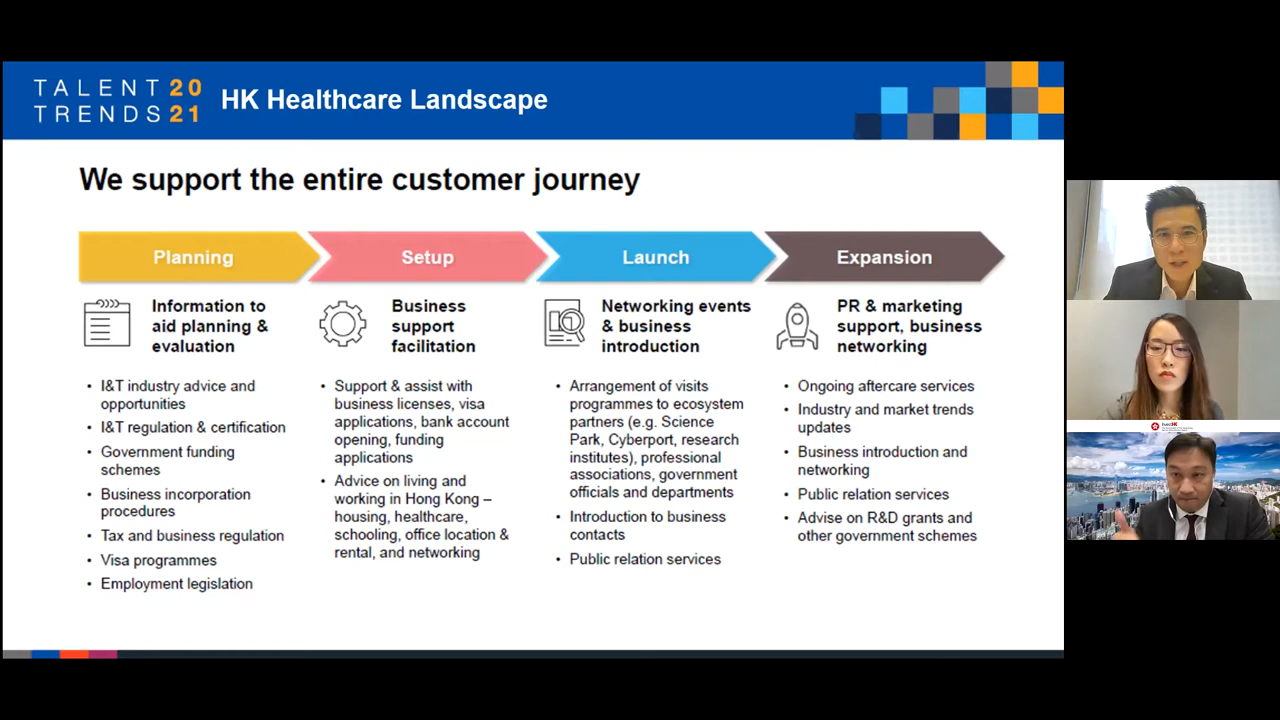 TALENT 20
TRENDS 21
HK Healthcare Landscape
We support the entire customer journey
Planning
Setup
Launch
Expansion
Information to
aid planning &
evaluation
• I&T industry advice and
opportunities
• I&T regulation & certification
• Government funding
schemes
• Business incorporation
procedures
• Tax and business regulation
• Visa programmes
• Employment legislation
Business
support
facilitation
• Support & assist with
business licenses, visa
applications, bank account
opening, funding
applications
• Advice on living and
working in Hong Kong –
housing, healthcare,
schooling, office location &
rental, and networking
Networking events
& business
introduction
• Arrangement of visits
programmes to ecosystem
partners (e.g. Science
Park, Cyberport, research
institutes), professional
associations, government
officials and departments
• Introduction to business
contacts
• Public relation services
PR & marketing
support, business
networking
• Ongoing aftercare services
• Industry and market trends
updates
• Business introduction and
networking
• Public relation services
• Advise on R&D grants and
other government schemes